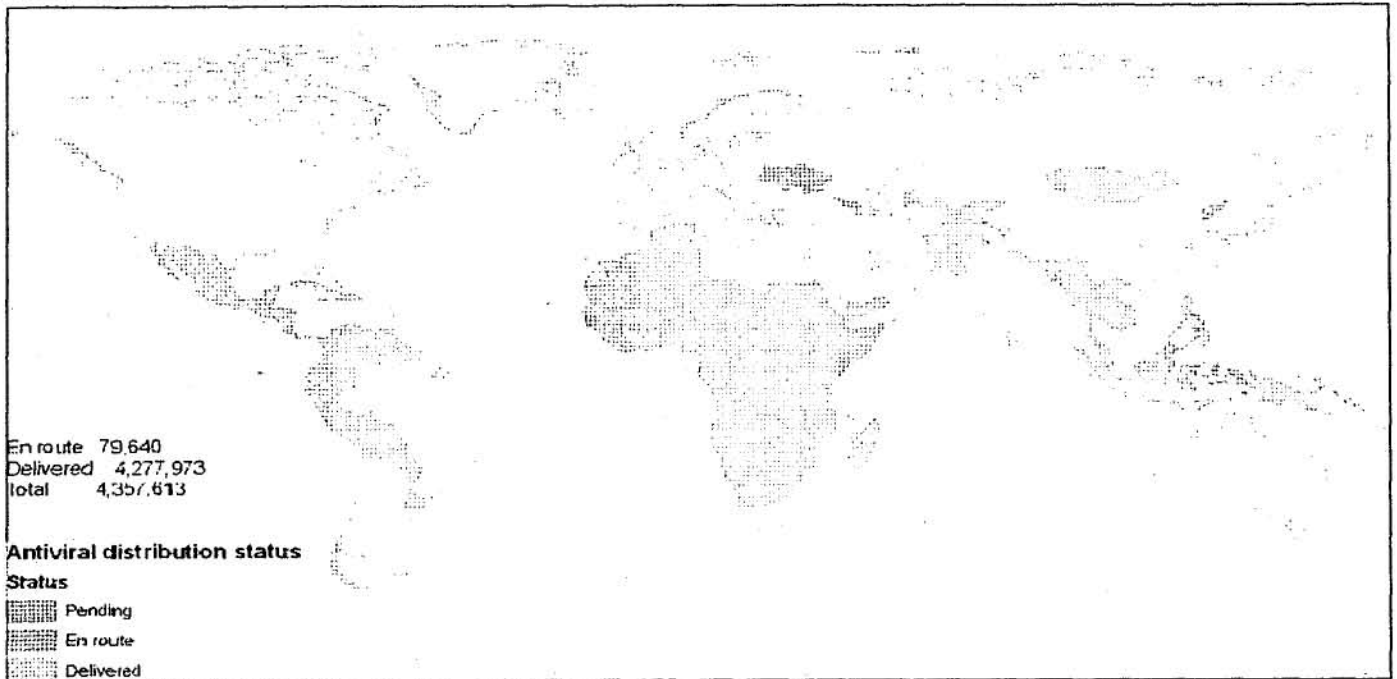 En route 79,640
Delivered 4,277,973
Total 4,357,613
Antiviral distribution status
Status
Pending
En route
Delivered